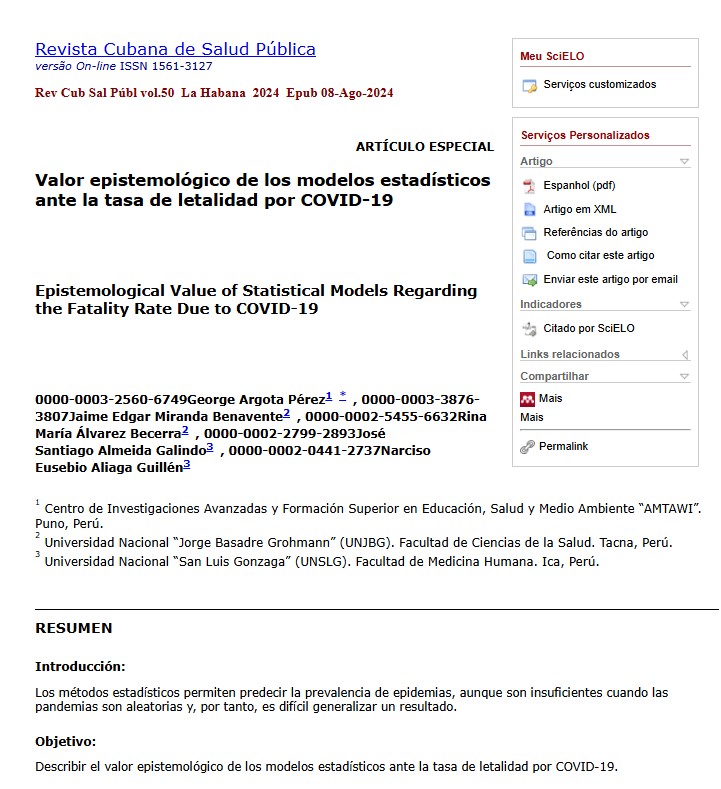 Revista Cubana de Salud Pública
versão On-line ISSN 1561-3127
Rev Cub Sal Públ vol.50 La Habana 2024 Epub 08-Ago-2024
ARTÍCULO ESPECIAL
Valor epistemológico de los modelos estadísticos
ante la tasa de letalidad por COVID-19
Epistemological Value of Statistical Models Regarding
the Fatality Rate Due to COVID-19
0000-0003-2560-6749George Argota Pérez1 * , 0000-0003-3876-
3807Jaime Edgar Miranda Benavente2 , 0000-0002-5455-6632Rina
María Álvarez Becerra2 , 0000-0002-2799-2893José
Santiago Almeida Galindo3 , 0000-0002-0441-2737Narciso
Eusebio Aliaga Guillén3
Meu SciELO
Serviços customizados
Serviços Personalizados
Artigo
Espanhol (pdf)
Artigo em XML
Referências do artigo
Como citar este artigo
Enviar este artigo por email
Indicadores
Citado por SciELO
Links relacionados
Compartilhar
Mais
Mais
Permalink
1 Centro de Investigaciones Avanzadas y Formación Superior en Educación, Salud y Medio Ambiente “AMTAWI”.
Puno, Perú.
2 Universidad Nacional “Jorge Basadre Grohmann” (UNJBG). Facultad de Ciencias de la Salud. Tacna, Perú.
3 Universidad Nacional “San Luis Gonzaga” (UNSLG). Facultad de Medicina Humana. Ica, Perú.
RESUMEN
Introducción:
Los métodos estadísticos permiten predecir la prevalencia de epidemias, aunque son insuficientes cuando las
pandemias son aleatorias y, por tanto, es difícil generalizar un resultado.
Objetivo:
Describir el valor epistemológico de los modelos estadísticos ante la tasa de letalidad por COVID-19.